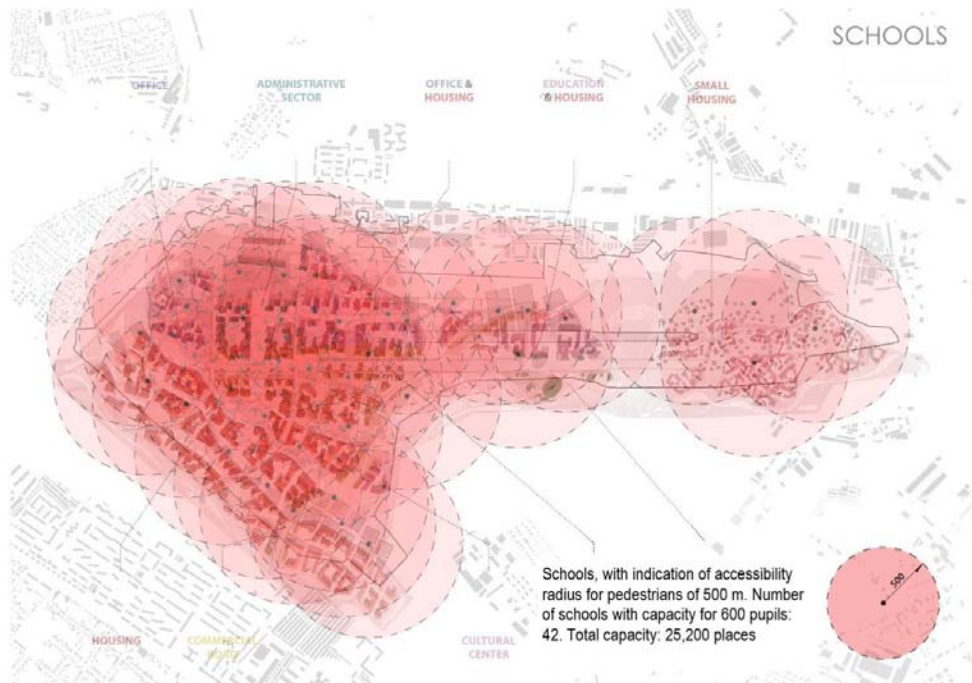 SCHOOLS
OFFICE
ADMINISTRATIVE
SECTOR
OFFICE &
HOUSING
EDUCATION
& HOUSING
SMALL
HOUSING
Schools, with indication of accessibility
radius for pedestrians of 500 m. Number
of schools with capacity for 600 pupils:
42. Total capacity: 25,200 places
500
HOUSING
COMMERCIAL
ROAD
CULTURAL
CENTER